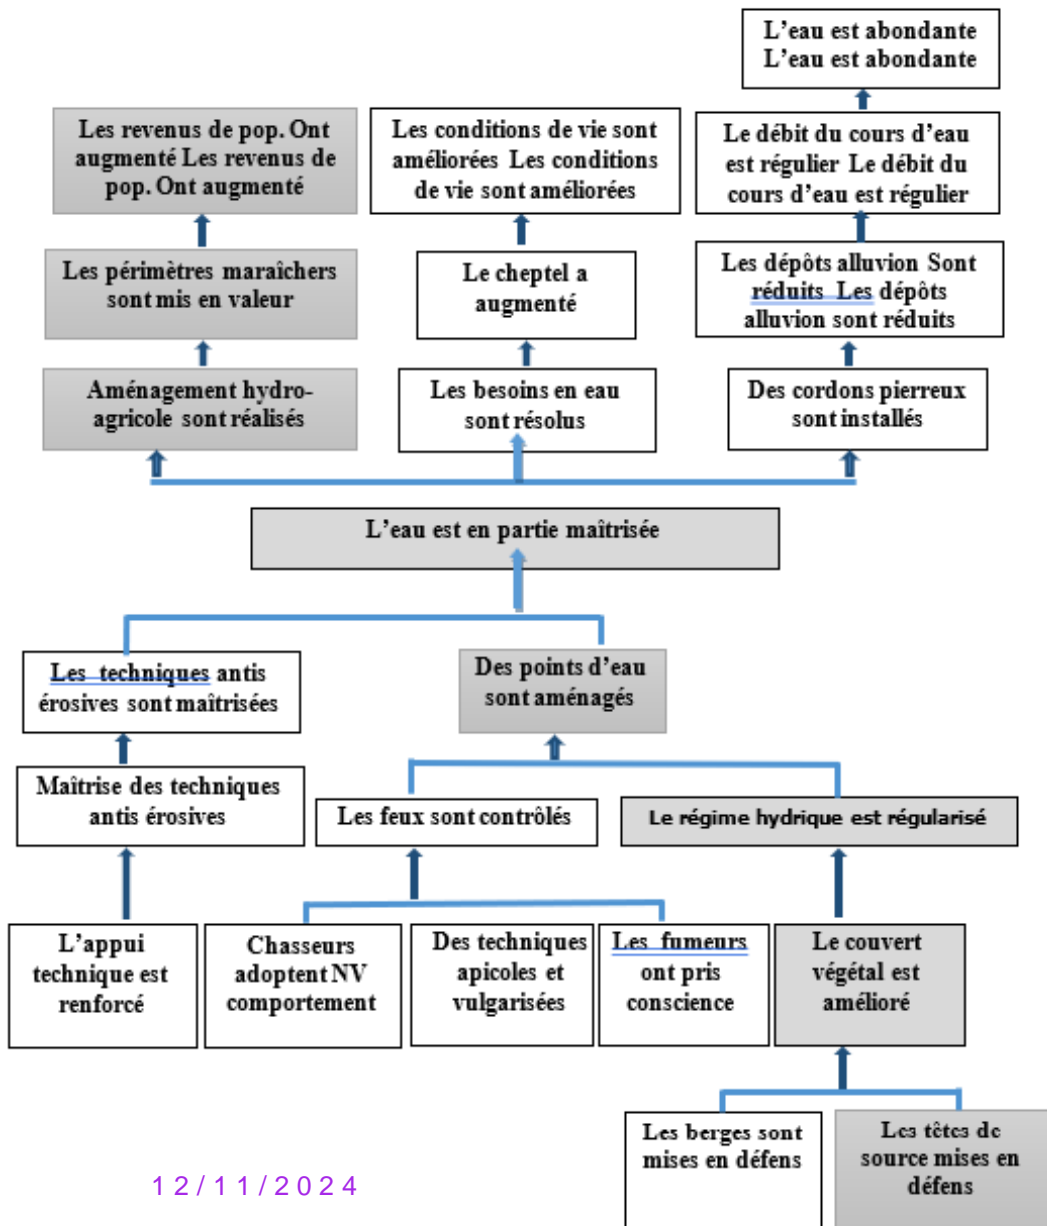 L'eau est abondante
L'eau est abondante
Les revenus de pop. Ont
augmenté Les revenus de
pop. Ont augmenté
Les conditions de vie sont
améliorées Les conditions
de vie sont améliorées
Le débit du cours d'eau
est régulier Le débit du
cours d'eau est régulier
Les périmètres maraîchers
sont mis en valeur
Le cheptel a
augmenté
Les dépôts alluvion Sont
réduits Les dépôts
alluvion sont réduits
Aménagement hydro-
agricole sont réalisés
Les besoins en eau
sont résolus
Des cordons pierreux
sont installés
L'eau est en partie maîtrisée
Les techniques antis
érosives sont maîtrisées
Des points d'eau
sont aménagés
Maîtrise des techniques
antis érosives
Les feux sont contrôlés
Le régime hydrique est régularisé
L'appui
technique est
renforcé
Chasseurs
adoptent NV
comportement
Des techniques
apicoles et
vulgarisées
Les fumeurs
ont pris
conscience
Le couvert
végétal est
amélioré
Les berges sont
mises en défens
Les têtes de
source mises en
défens
12/11/2024